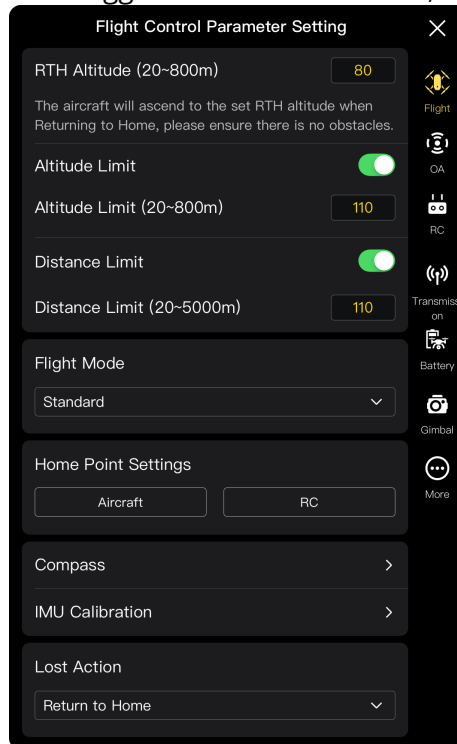 Flight Control Parameter Setting
RTH Altitude (20~800m)
80
The aircraft will ascend to the set RTH altitude when
Returning to Home, please ensure there is no obstacles.
Altitude Limit
Altitude Limit (20~800m)
110
Distance Limit
Distance Limit (20~5000m)
110
Flight Mode
Standard
Home Point Settings
Aircraft
RC
Compass
IMU Calibration
Lost Action
Return to Home
Flight
OA
RC
Transmiss
on
Battery
Gimbal
More